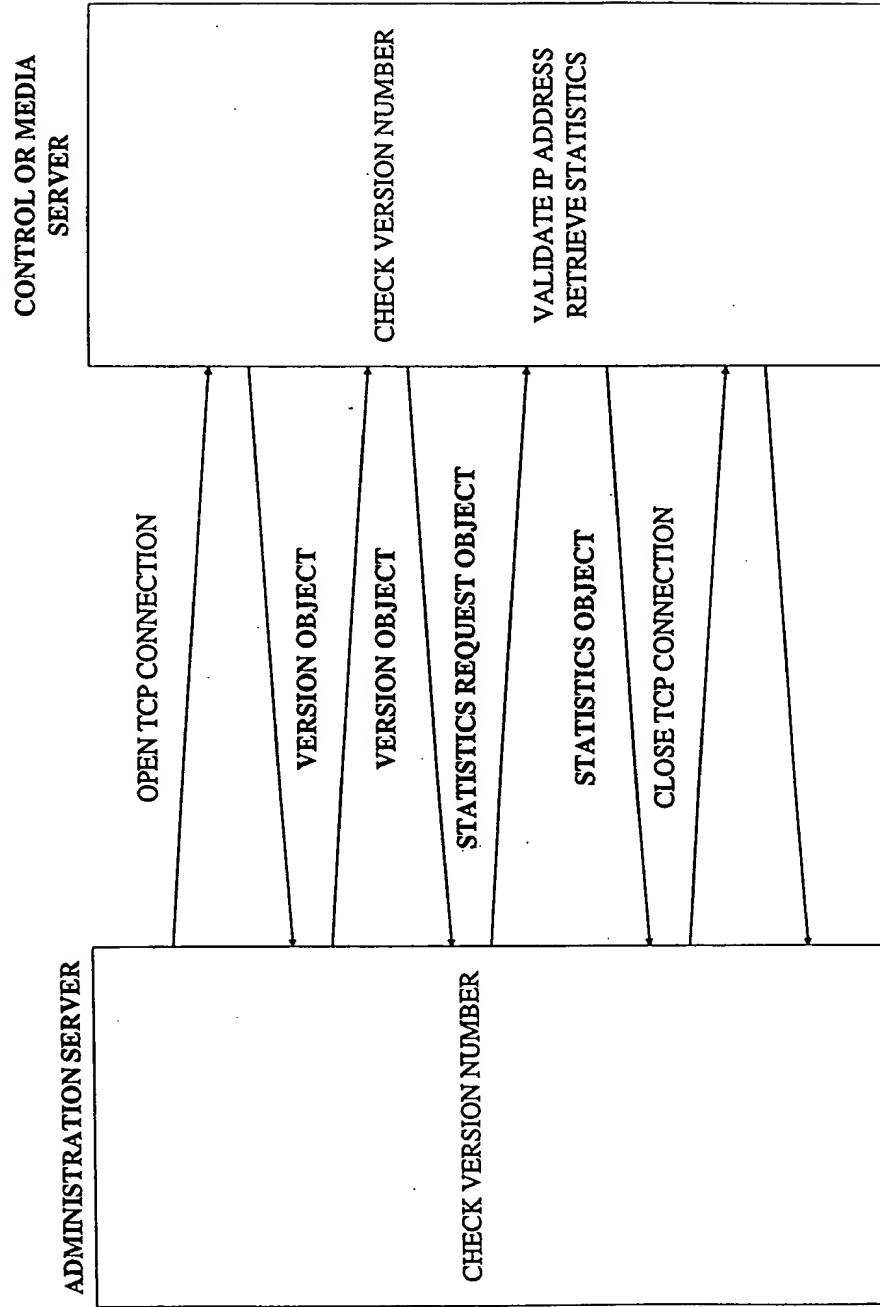 ADMINISTRATION SERVER
CHECK VERSION NUMBER
OPEN TCP CONNECTION
VERSION OBJECT
VERSION OBJECT
STATISTICS REQUEST OBJECT
STATISTICS OBJECT
CLOSE TCP CONNECTION
CONTROL OR MEDIA
SERVER
CHECK VERSION NUMBER
VALIDATE IP ADDRESS
RETRIEVE STATISTICS